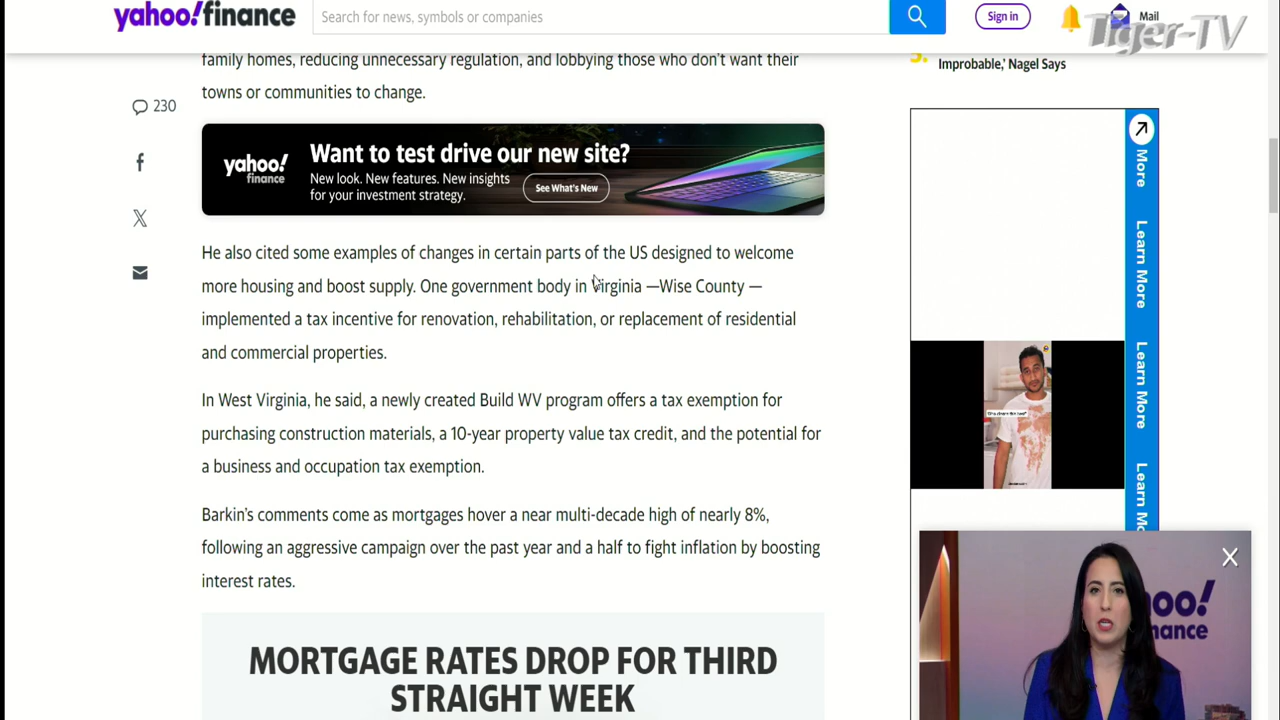 yahoo!finance
Search for news, symbols or companies
Sign in
Mail
Tiger-TV
family homes, reducing unnecessary regulation, and lobbying those who don't want their
towns or communities to change.
5.
Improbable,' Nagel Says
230
yahoo!
finance
Want to test drive our new site?
New look. New features. New insights
for your investment strategy.
See What's New
He also cited some examples of changes in certain parts of the US designed to welcome
more housing and boost supply. One government body in Virginia —Wise County —
implemented a tax incentive for renovation, rehabilitation, or replacement of residential
and commercial properties.
In West Virginia, he said, a newly created Build WV program offers a tax exemption for
purchasing construction materials, a 10-year property value tax credit, and the potential for
a business and occupation tax exemption.
Barkin's comments come as mortgages hover a near multi-decade high of nearly 8%,
following an aggressive campaign over the past year and a half to fight inflation by boosting
interest rates.
MORTGAGE RATES DROP FOR THIRD
STRAIGHT WEEK
More
Learn More
Learn More
Learn Mo
oo!
nance